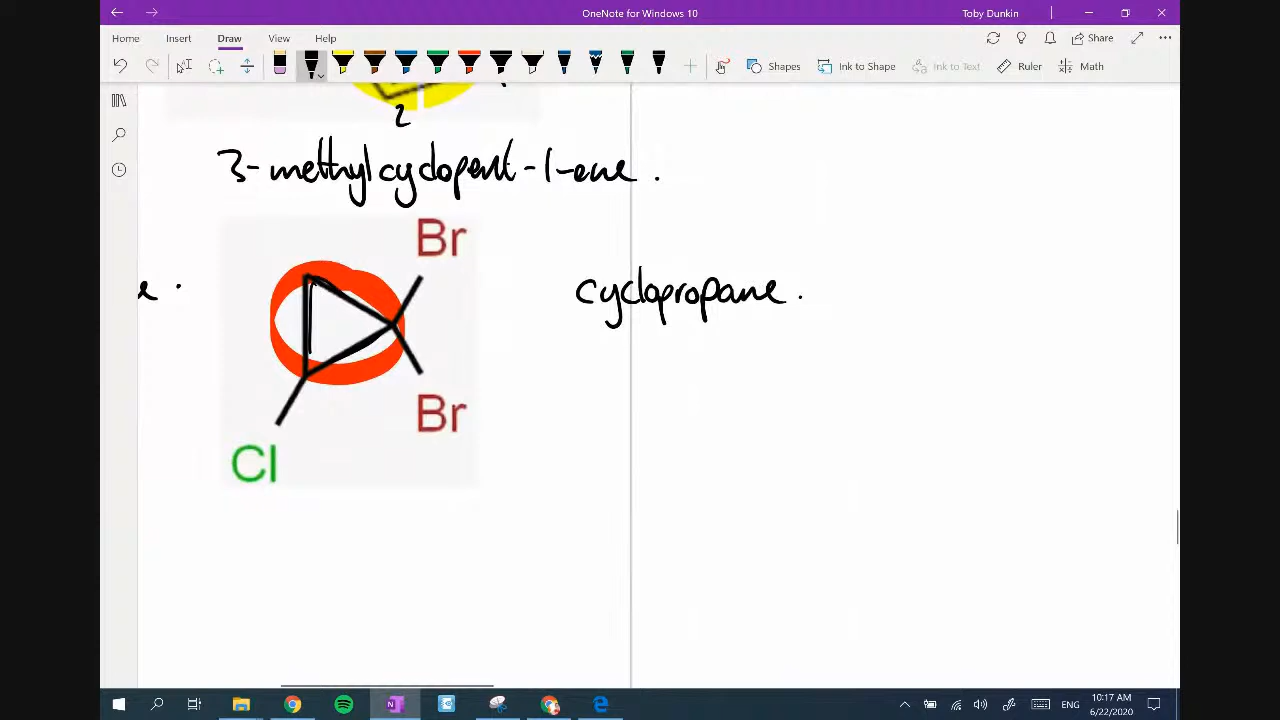 OneNote for Windows 10
Toby Dunkin
Home Insert Draw View Help
Share
Shapes Ink to Shape Ink to Text Ruler Math
2
3-methylcyclopent-1-ene.
Br
e.
cyclopropane.
Br
Cl
ENG
10:17 AM
6/22/2020